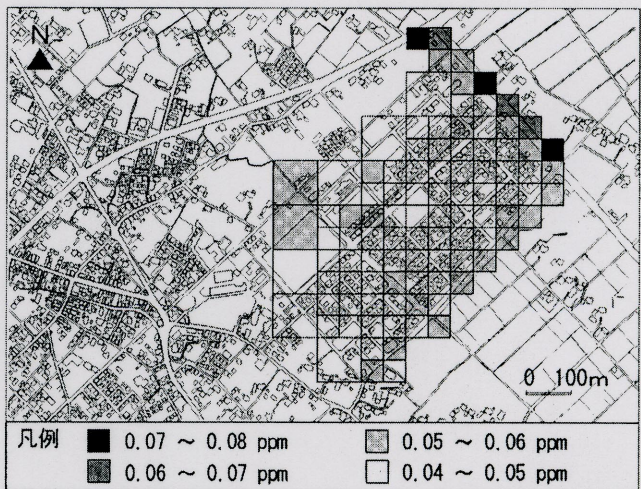 N
0 100m
凡例
0.07 ～ 0.08 ppm
0.05 ～ 0.06 ppm
0.06 ～ 0.07 ppm
0.04 ～ 0.05 ppm